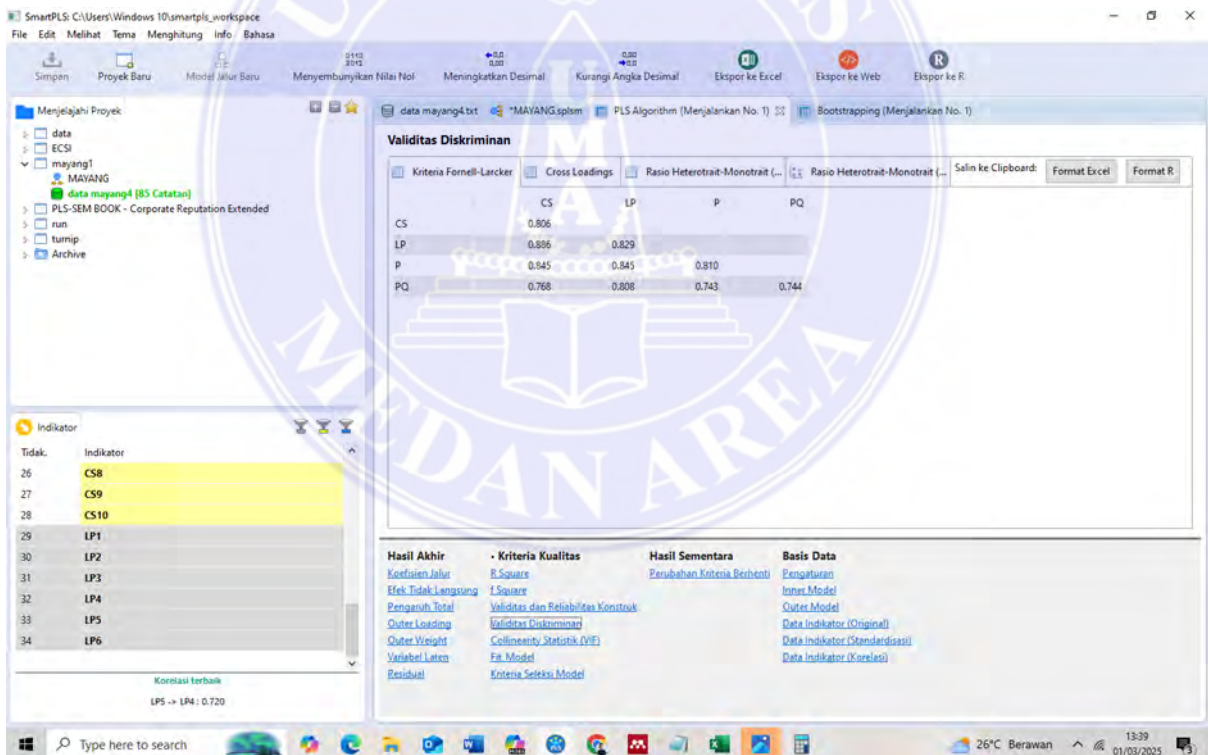 SmartPLS: C:\Users\Windows 10\smartpls_workspace
File Edit Melihat Tema Menghitung Info Bahasa
Simpan Proyek Baru Model Jalur Baru Menyembunyikan Nilai Nol Meningkatkan Desimal Kurangi Angka Desimal Ekspor ke Excel Ekspor ke Web Ekspor ke R
Menjelajahi Proyek
data
ECSI
mayang1
MAYANG
data mayang4 [85 Catatan]
PLS-SEM BOOK - Corporate Reputation Extended
run
turnip
Archive
Indikator
Tidak. Indikator
26 CS8
27 CS9
28 CS10
29 LP1
30 LP2
31 LP3
32 LP4
33 LP5
34 LP6
Korelasi terbaik
LP5 -> LP4 : 0.720
data mayang4.txt *MAYANG.splsm PLS Algorithm (Menjalankan No. 1) Bootstrapping (Menjalankan No. 1)
Validitas Diskriminan
Kriteria Fornell-Larcker Cross Loadings Rasio Heterotrait-Monotrait (... Rasio Heterotrait-Monotrait (... Salin ke Clipboard: Format Excel Format R
CS LP P PQ
CS 0.806
LP 0.886 0.829
P 0.845 0.845 0.810
PQ 0.768 0.808 0.743 0.744
Hasil Akhir Kriteria Kualitas Hasil Sementara Basis Data
Koefisien Jalur R Square Perubahan Kriteria Berhenti Pengaturan
Efek Tidak Langsung f Square Inner Model
Pengaruh Total Validitas dan Reliabilitas Konstruk Outer Model
Outer Loading Validitas Diskriminan Data Indikator (Original)
Outer Weight Collinearity Statistik (VIF) Data Indikator (Standardisasi)
Variabel Laten Fit Model Data Indikator (Korelasi)
Residual Kriteria Seleksi Model
MEDAN AREA
Type here to search
26°C Berawan
13:39
01/03/2025